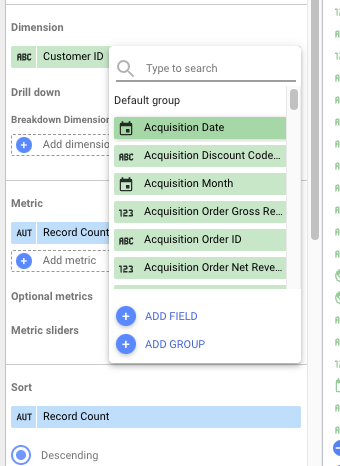 Dimension
ABC Customer ID
Type to search
Default group
Acquisition Date
ABC Acquisition Discount Code...
Acquisition Month
123 Acquisition Order Gross Re...
ABC Acquisition Order ID
123 Acquisition Order Net Reve...
+ ADD FIELD
+ ADD GROUP
Drill down
Breakdown Dimension
+ Add dimensio
Metric
AUT Record Count
+ Add metric
Optional metrics
Metric sliders
Sort
AUT Record Count
Descending